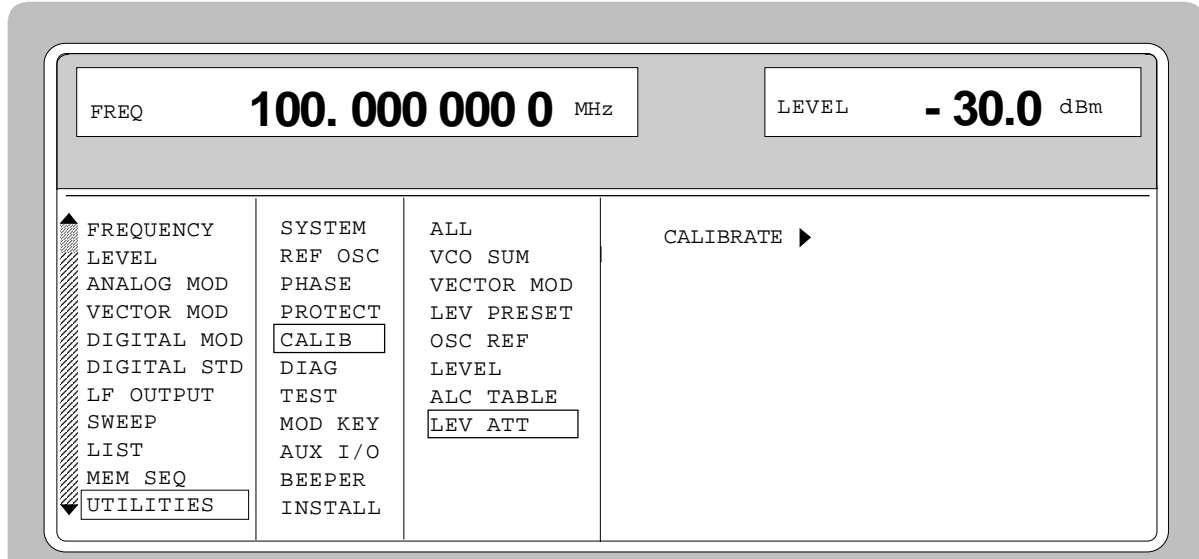 FREQ 100. 000 000 0 MHz
LEVEL - 30.0 dBm
FREQUENCY
LEVEL
ANALOG MOD
VECTOR MOD
DIGITAL MOD
DIGITAL STD
LF OUTPUT
SWEEP
LIST
MEM SEQ
UTILITIES
SYSTEM
REF OSC
PHASE
PROTECT
CALIB
DIAG
TEST
MOD KEY
AUX I/O
BEEPER
INSTALL
ALL
VCO SUM
VECTOR MOD
LEV PRESET
OSC REF
LEVEL
ALC TABLE
LEV ATT
CALIBRATE